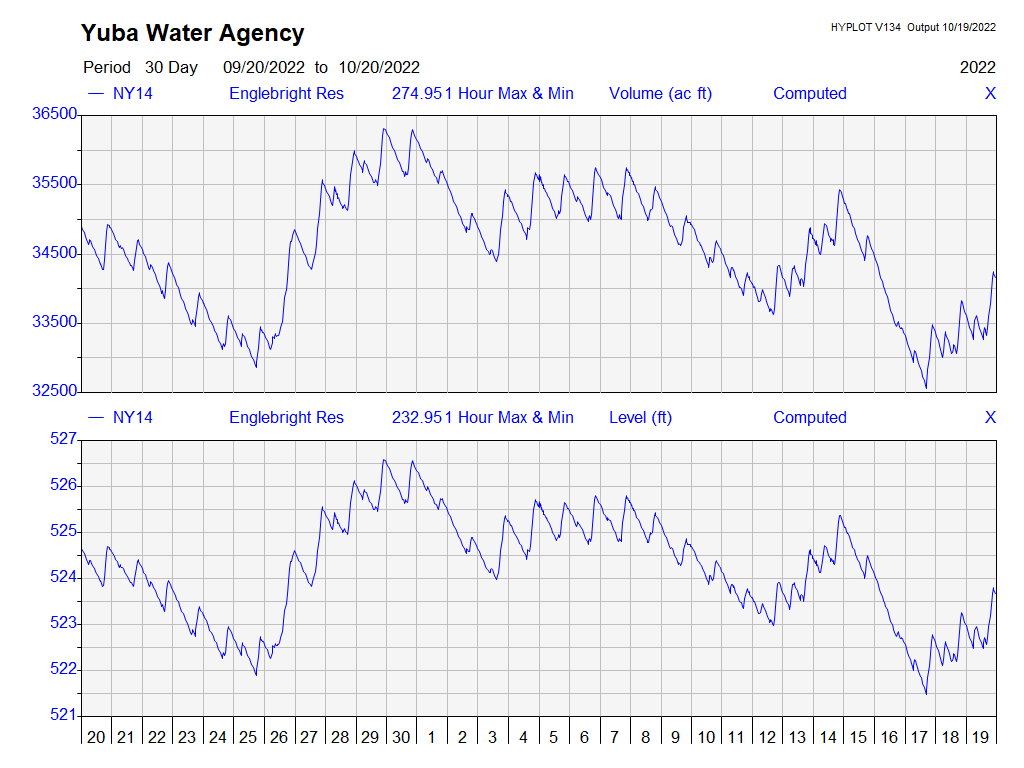 Yuba Water Agency
HYPLOT V134 Output 10/19/2022
Period 30 Day 09/20/2022 to 10/20/2022
2022
NY14 Englebright Res 274.951 Hour Max & Min Volume (ac ft) Computed X
36500
35500
34500
33500
32500
NY14 Englebright Res 232.951 Hour Max & Min Level (ft) Computed X
527
526
525
524
523
522
521
20 21 22 23 24 25 26 27 28 29 30 1 2 3 4 5 6 7 8 9 10 11 12 13 14 15 16 17 18 19